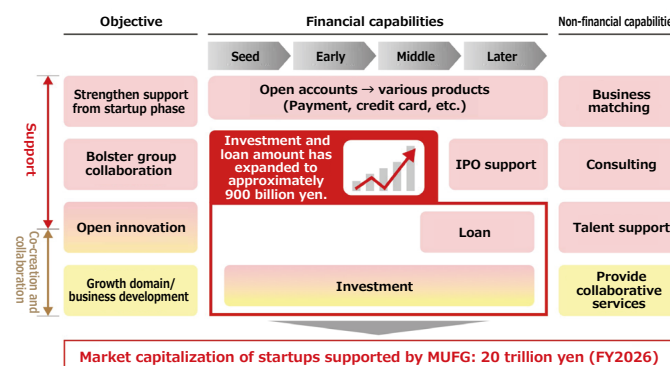 Objective
Financial capabilities
Non-financial capabilities
Seed
Early
Middle
Later
Support
Strengthen support
from startup phase
Open accounts → various products
(Payment, credit card, etc.)
Business
matching
Bolster group
collaboration
Investment and
loan amount has
expanded to
approximately
900 billion yen.
IPO support
Consulting
Open innovation
Loan
Talent support
Co-creation and
collaboration
Growth domain/
business development
Investment
Provide
collaborative
services
Market capitalization of startups supported by MUFG: 20 trillion yen (FY2026)